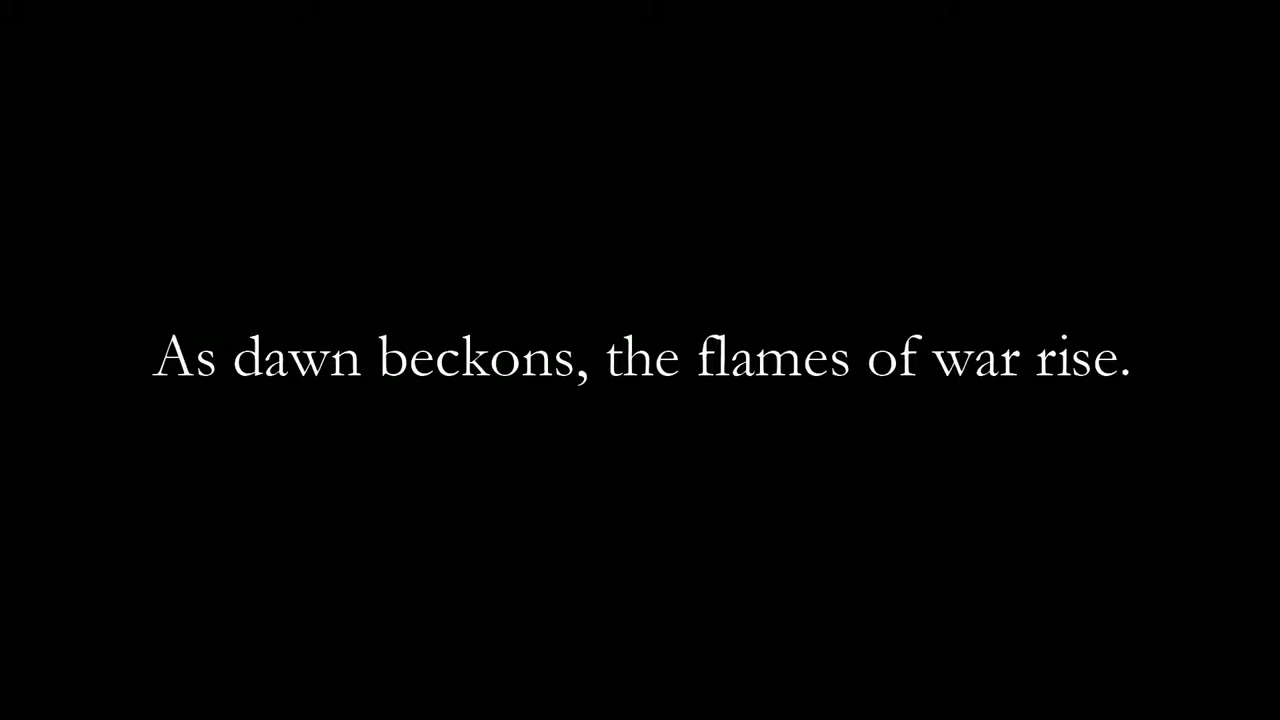 As dawn beckons, the flames of war rise.